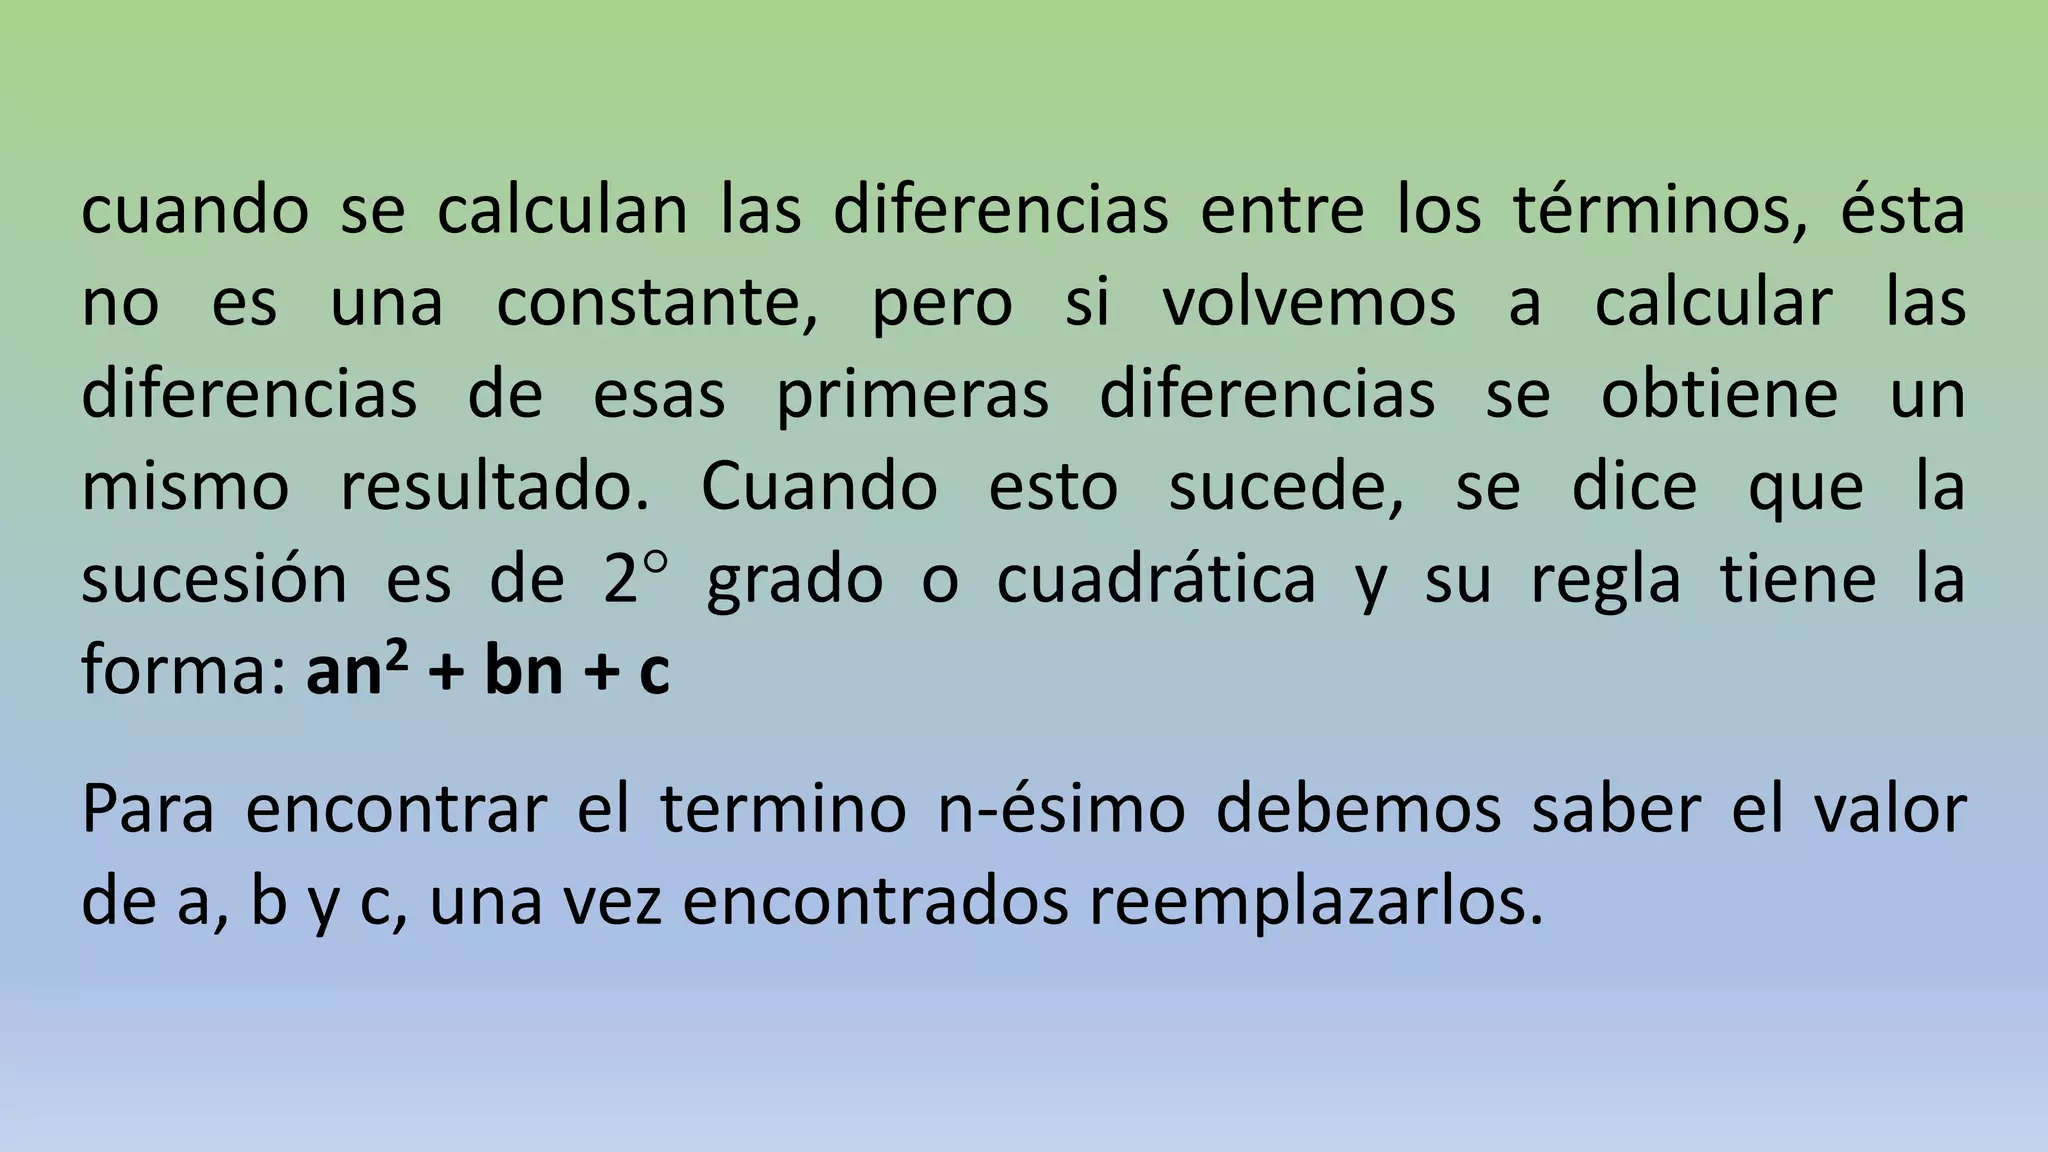 cuando se calculan las diferencias entre los términos, ésta
no es una constante, pero si volvemos a calcular las
diferencias de esas primeras diferencias se obtiene un
mismo resultado. Cuando esto sucede, se dice que la
sucesión es de 2° grado o cuadrática y su regla tiene la
forma: an² + bn + c
Para encontrar el termino n-ésimo debemos saber el valor
de a, b y c, una vez encontrados reemplazarlos.